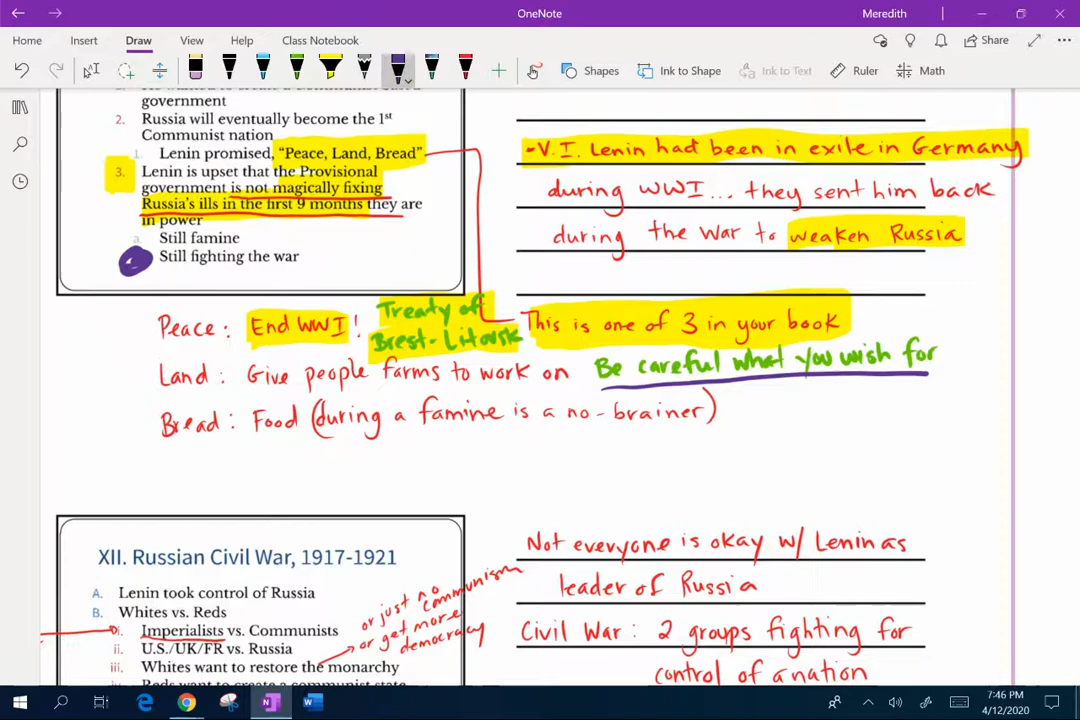 OneNote
Meredith
Home
Insert
Draw
View
Help
Class Notebook
Share
Shapes
Ink to Shape
Ink to Text
Ruler
Math
government
2. Russia will eventually become the 1st
Communist nation
1. Lenin promised, “Peace, Land, Bread”
3. Lenin is upset that the Provisional
government is not magically fixing
Russia's ills in the first 9 months they are
in power
a. Still famine
Still fighting the war
-V.I. Lenin had been in exile in Germany
during WWI... they sent him back
during the war to weaken Russia
Peace: End WWI!
Treaty of
Brest-Litovsk
This is one of 3 in your book
Land: Give people farms to work on
Be careful what you wish for
Bread: Food (during a famine is a no-brainer)
XII. Russian Civil War, 1917-1921
A. Lenin took control of Russia
B. Whites vs. Reds
i. Imperialists vs. Communists
ii. U.S./UK/FR vs. Russia
iii. Whites want to restore the monarchy
Reds want to create a communist state
or just no
communism
or get more
democracy
Not everyone is okay w/ Lenin as
leader of Russia
Civil War: 2 groups fighting for
control of a nation
7:46 PM
4/12/2020